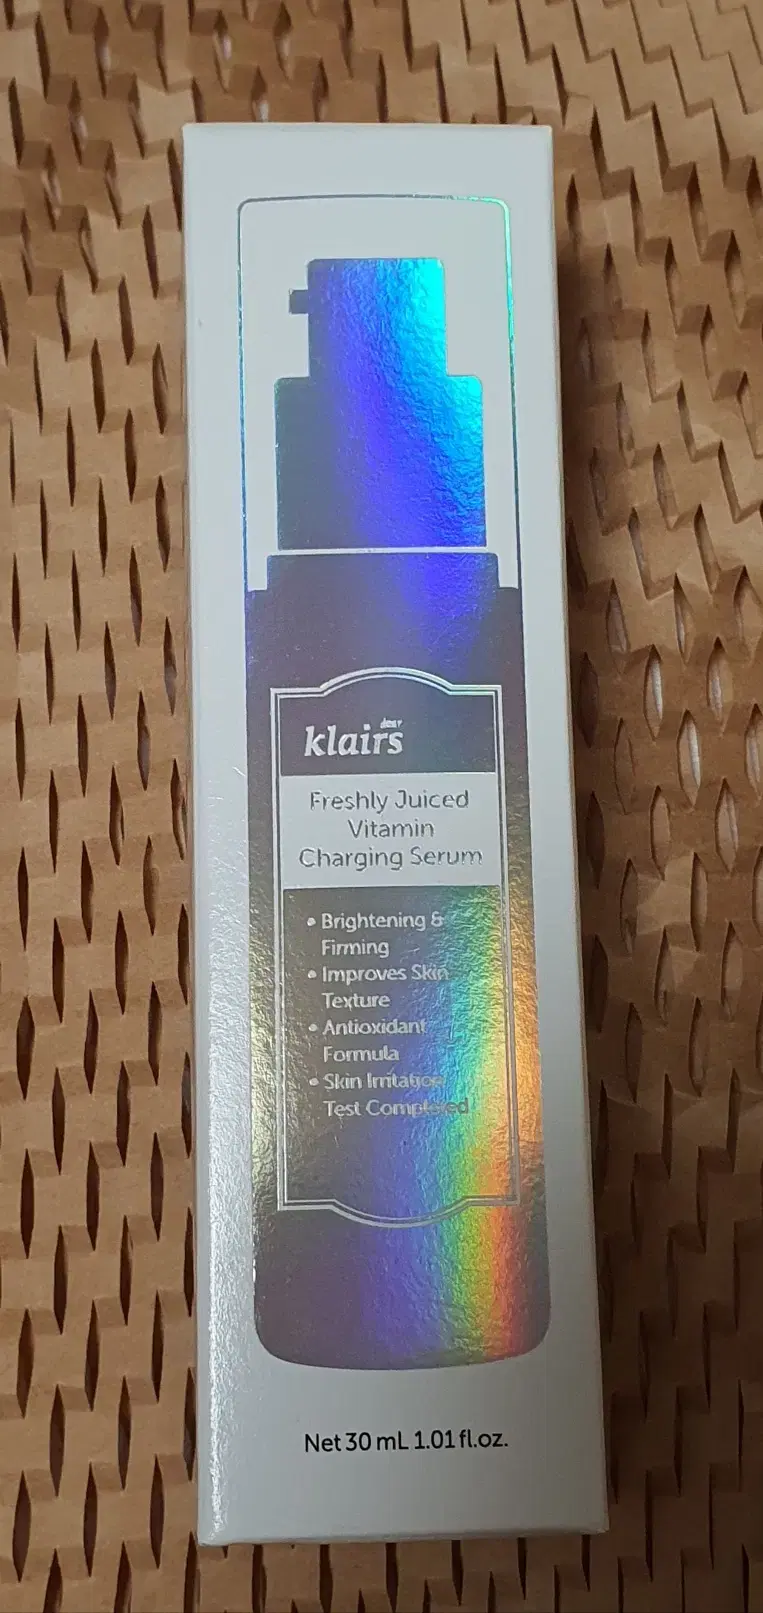 dear
klairs
Freshly Juiced
Vitamin
Charging Serum
• Brightening &
Firming
• Improves Skin
Texture
• Antioxidant
Formula
• Skin Irritation
Test Completed
Net 30 mL 1.01 fl.oz.